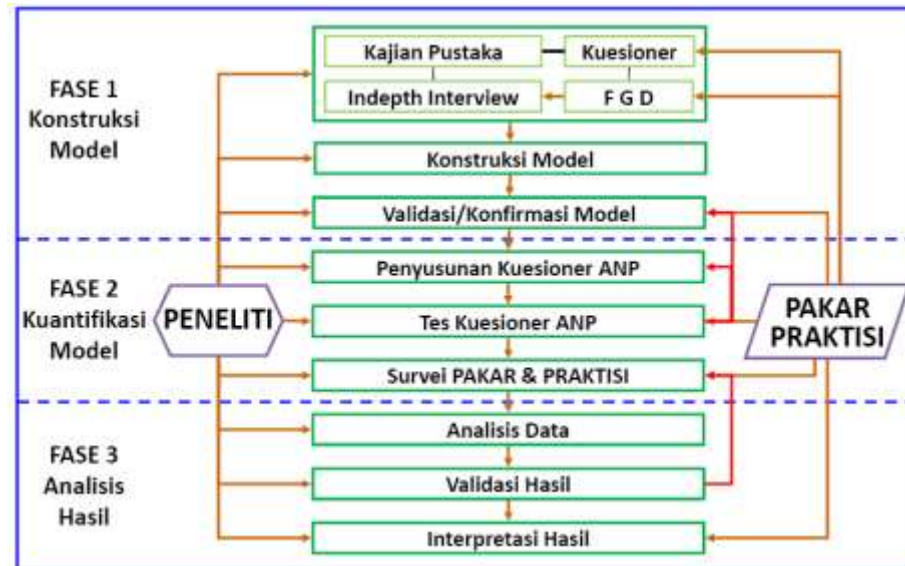 FASE 1
Konstruksi
Model
Kajian Pustaka
Kuesioner
Indepth Interview
F G D
Konstruksi Model
Validasi/Konfirmasi Model
FASE 2
Kuantifikasi
Model
PENELITI
Penyusunan Kuesioner ANP
Tes Kuesioner ANP
Survei PAKAR & PRAKTISI
PAKAR
PRAKTISI
FASE 3
Analisis
Hasil
Analisis Data
Validasi Hasil
Interpretasi Hasil